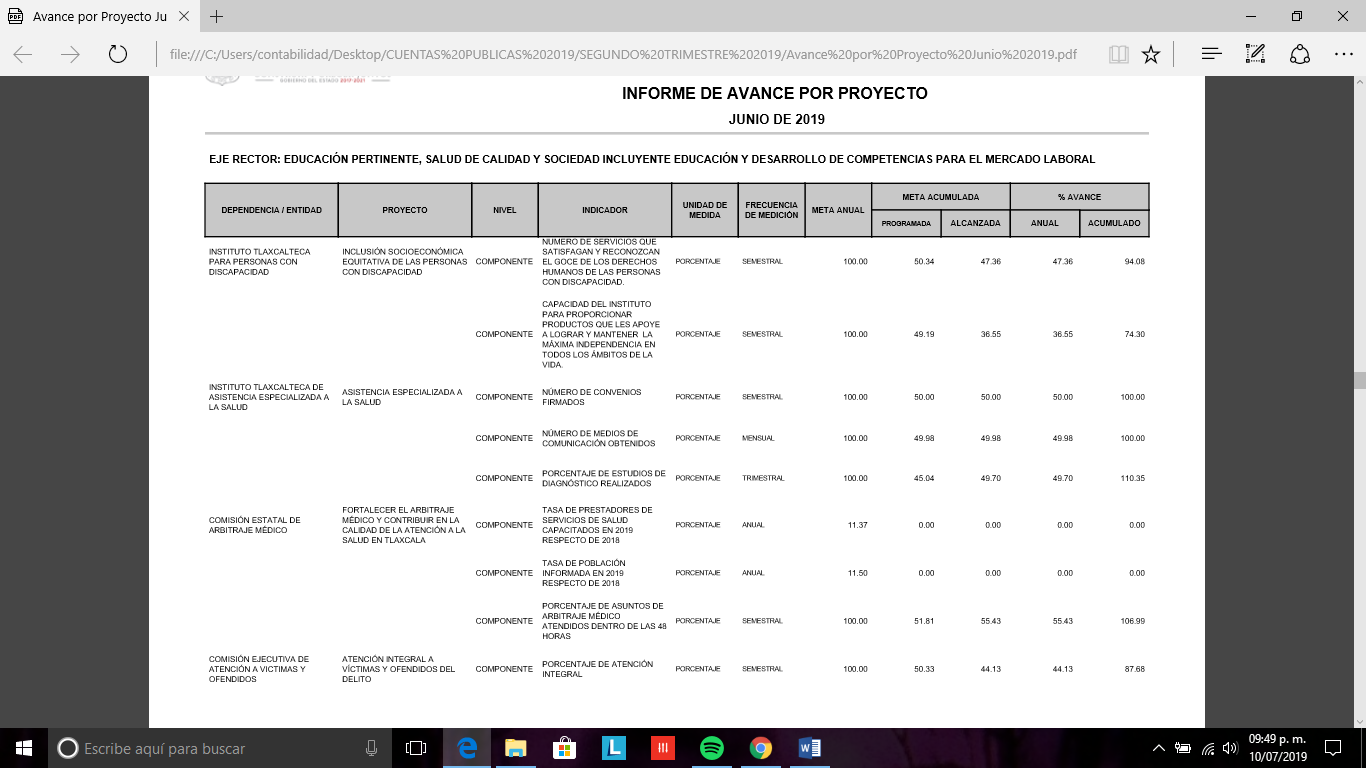 Avance por Proyecto Ju
file:///C:/Users/contabilidad/Desktop/CUENTAS%20PUBLICAS%202019/SEGUNDO%20TRIMESTRE%202019/Avance%20por%20Proyecto%20Junio%202019.pdf
GOBIERNO DEL ESTADO 2017-2021
INFORME DE AVANCE POR PROYECTO
JUNIO DE 2019
EJE RECTOR: EDUCACIÓN PERTINENTE, SALUD DE CALIDAD Y SOCIEDAD INCLUYENTE EDUCACIÓN Y DESARROLLO DE COMPETENCIAS PARA EL MERCADO LABORAL
DEPENDENCIA / ENTIDAD
PROYECTO
NIVEL
INDICADOR
UNIDAD DE
MEDIDA
FRECUENCIA
DE MEDICIÓN
META ANUAL
META ACUMULADA
PROGRAMADA
ALCANZADA
% AVANCE
ANUAL
ACUMULADO
INSTITUTO TLAXCALTECA
PARA PERSONAS CON
DISCAPACIDAD
INCLUSIÓN SOCIOECONÓMICA
EQUITATIVA DE LAS PERSONAS
CON DISCAPACIDAD
COMPONENTE
NÚMERO DE SERVICIOS QUE
SATISFAGAN Y RECONOZCAN
EL GOCE DE LOS DERECHOS
HUMANOS DE LAS PERSONAS
CON DISCAPACIDAD.
PORCENTAJE
SEMESTRAL
100.00
50.34
47.36
47.36
94.08
COMPONENTE
CAPACIDAD DEL INSTITUTO
PARA PROPORCIONAR
PRODUCTOS QUE LES APOYE
A LOGRAR Y MANTENER LA
MÁXIMA INDEPENDENCIA EN
TODOS LOS ÁMBITOS DE LA
VIDA.
PORCENTAJE
SEMESTRAL
100.00
49.19
36.55
36.55
74.30
INSTITUTO TLAXCALTECA DE
ASISTENCIA ESPECIALIZADA A
LA SALUD
ASISTENCIA ESPECIALIZADA A
LA SALUD
COMPONENTE
NÚMERO DE CONVENIOS
FIRMADOS
PORCENTAJE
SEMESTRAL
100.00
50.00
50.00
50.00
100.00
COMPONENTE
NÚMERO DE MEDIOS DE
COMUNICACIÓN OBTENIDOS
PORCENTAJE
MENSUAL
100.00
49.98
49.98
49.98
100.00
COMPONENTE
PORCENTAJE DE ESTUDIOS DE
DIAGNÓSTICO REALIZADOS
PORCENTAJE
TRIMESTRAL
100.00
45.04
49.70
49.70
110.35
COMISIÓN ESTATAL DE
ARBITRAJE MÉDICO
FORTALECER EL ARBITRAJE
MÉDICO Y CONTRIBUIR EN LA
CALIDAD DE LA ATENCIÓN A LA
SALUD EN TLAXCALA
COMPONENTE
TASA DE PRESTADORES DE
SERVICIOS DE SALUD
CAPACITADOS EN 2019
RESPECTO DE 2018
PORCENTAJE
ANUAL
11.37
0.00
0.00
0.00
0.00
COMPONENTE
TASA DE POBLACIÓN
INFORMADA EN 2019
RESPECTO DE 2018
PORCENTAJE
ANUAL
11.50
0.00
0.00
0.00
0.00
COMPONENTE
PORCENTAJE DE ASUNTOS DE
ARBITRAJE MÉDICO
ATENDIDOS DENTRO DE LAS 48
HORAS
PORCENTAJE
SEMESTRAL
100.00
51.81
55.43
55.43
106.99
COMISIÓN EJECUTIVA DE
ATENCIÓN A VICTIMAS Y
OFENDIDOS
ATENCIÓN INTEGRAL A
VÍCTIMAS Y OFENDIDOS DEL
DELITO
COMPONENTE
PORCENTAJE DE ATENCIÓN
INTEGRAL
PORCENTAJE
SEMESTRAL
100.00
50.33
44.13
44.13
87.68
Escribe aquí para buscar
09:49 p. m.
10/07/2019